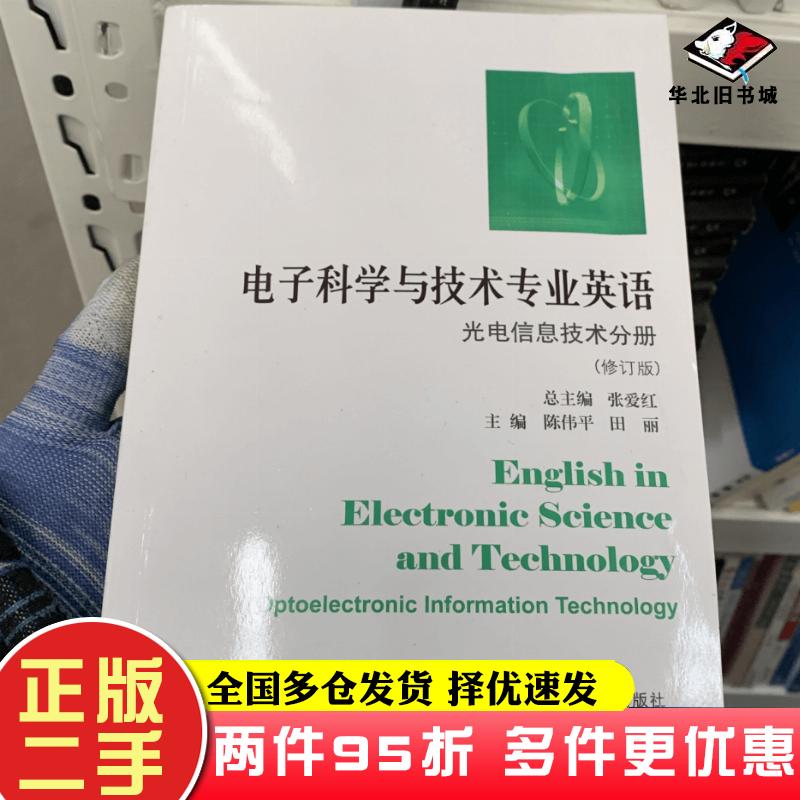 华北旧书城
电子科学与技术专业英语
光电信息技术分册
(修订版)
总主编 张爱红
主编 陈伟平 田丽
English in
Electronic Science
and Technology
Optoelectronic Information Technology
版社
正版
二手
全国多仓发货 择优速发
两件95折 多件更优惠